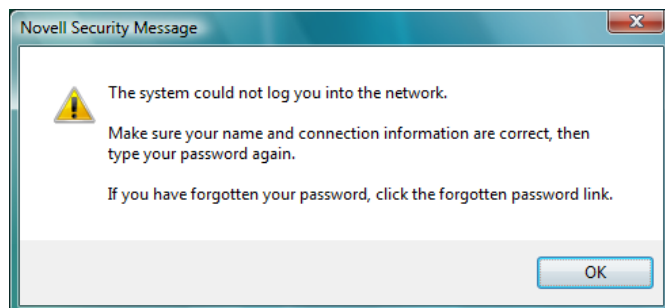 Novell Security Message
The system could not log you into the network.
Make sure your name and connection information are correct, then
type your password again.
If you have forgotten your password, click the forgotten password link.
OK